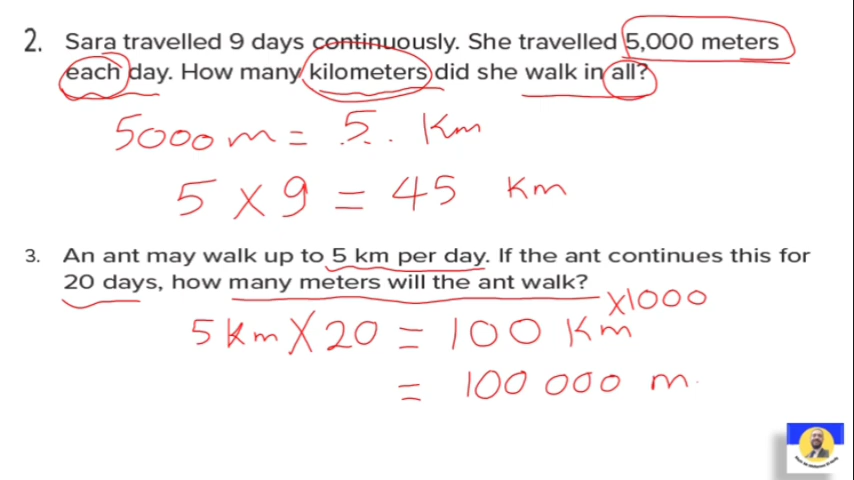 2. Sara travelled 9 days continuously. She travelled 5,000 meters
each day. How many kilometers did she walk in all?
5000 m = 5 Km
5 × 9 = 45 Km
3. An ant may walk up to 5 km per day. If the ant continues this for
20 days, how many meters will the ant walk?
×1000
5 km × 20 = 100 Km
= 100 000 m